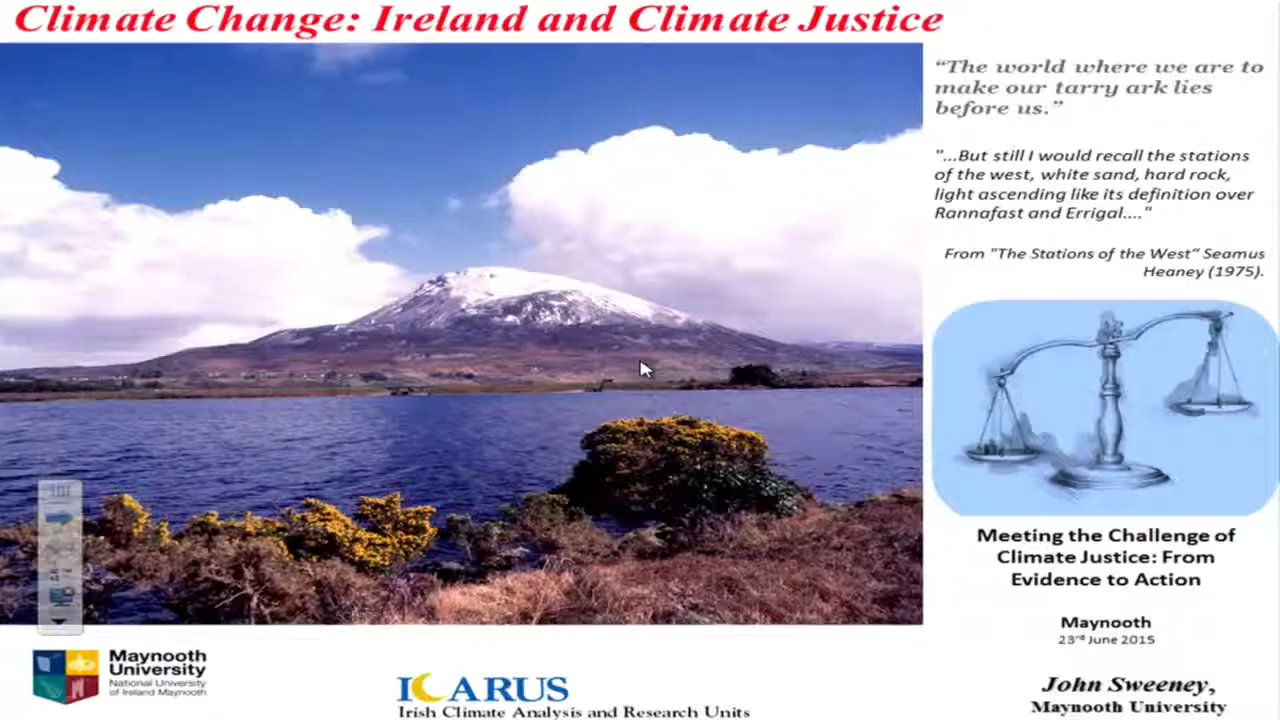 Climate Change: Ireland and Climate Justice
“The world where we are to
make our tarry ark lies
before us.”
"...But still I would recall the stations
of the west, white sand, hard rock,
light ascending like its definition over
Rannafast and Errigal...."
From "The Stations of the West“ Seamus
Heaney (1975).
Meeting the Challenge of
Climate Justice: From
Evidence to Action
Maynooth
23rd June 2015
John Sweeney,
Maynooth University
Maynooth
University
National University
of Ireland Maynooth
ICARUS
Irish Climate Analysis and Research Units